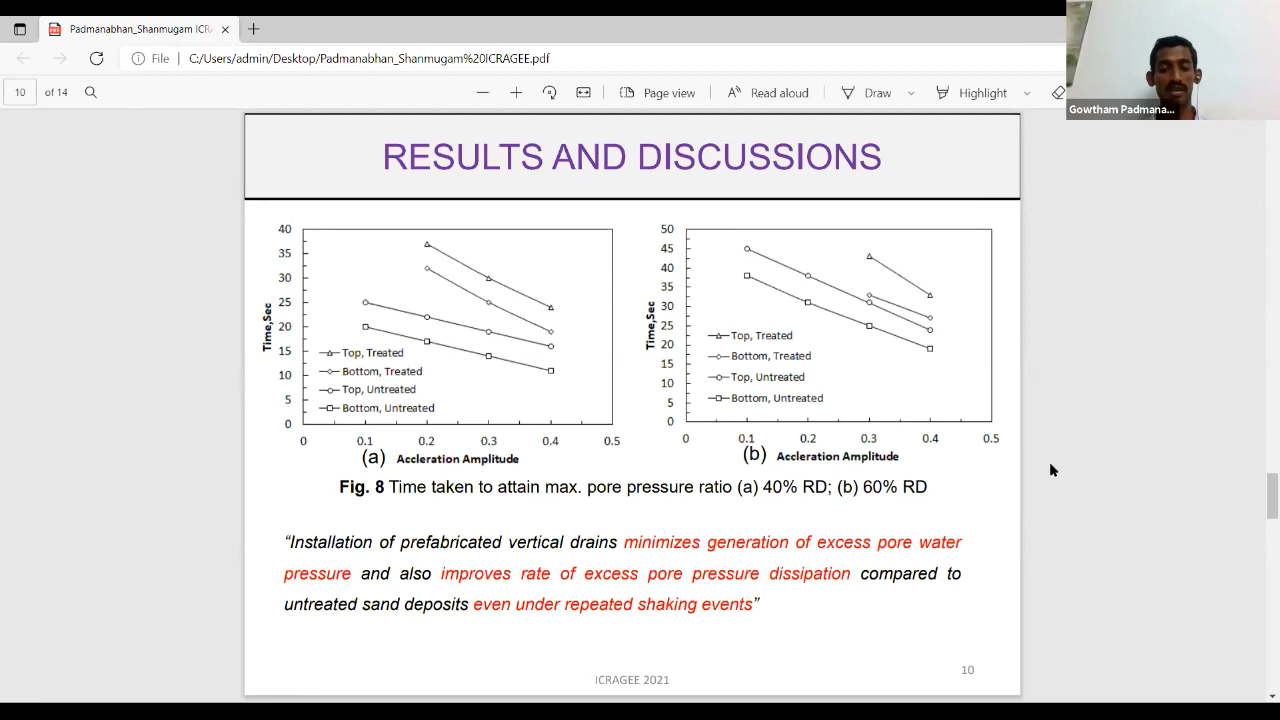 Padmanabhan_Shanmugam ICR
File C:/Users/admin/Desktop/Padmanabhan_Shanmugam%20ICRAGEE.pdf
10 of 14 Page view Read aloud Draw Highlight
Gowtham Padmana...
RESULTS AND DISCUSSIONS
40
35
30
25
20
15
10
5
0
Time,Sec
Top, Treated
Bottom, Treated
Top, Untreated
Bottom, Untreated
0 0.1 0.2 0.3 0.4 0.5
(a) Accleration Amplitude
50
45
40
35
30
25
20
15
10
5
0
Time,Sec
Top, Treated
Bottom, Treated
Top, Untreated
Bottom, Untreated
0 0.1 0.2 0.3 0.4 0.5
(b) Accleration Amplitude
Fig. 8 Time taken to attain max. pore pressure ratio (a) 40% RD; (b) 60% RD
“Installation of prefabricated vertical drains minimizes generation of excess pore water
pressure and also improves rate of excess pore pressure dissipation compared to
untreated sand deposits even under repeated shaking events”
ICRAGEE 2021
10